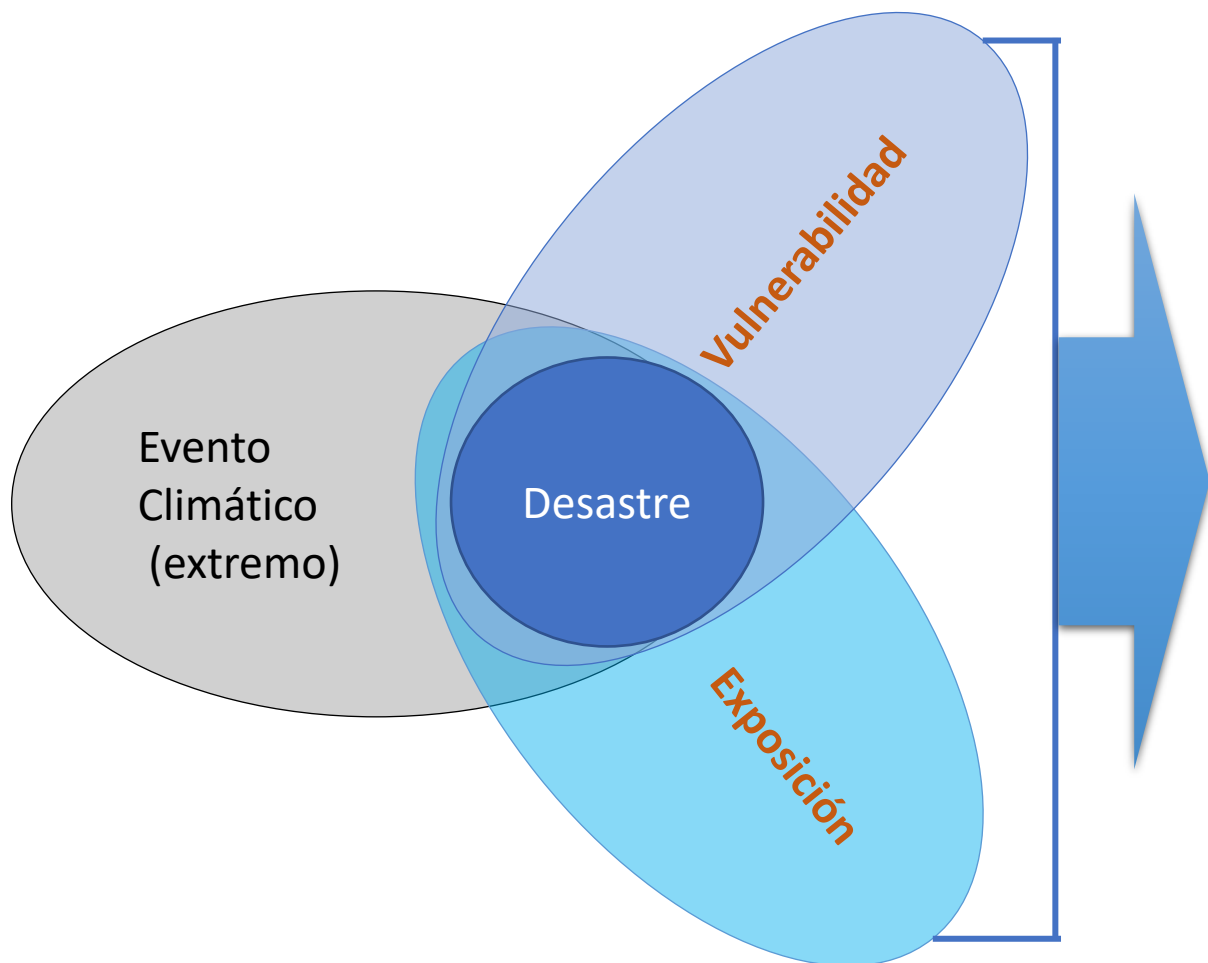 Vulnerabilidad
Evento
Climático
(extremo)
Desastre
Exposición